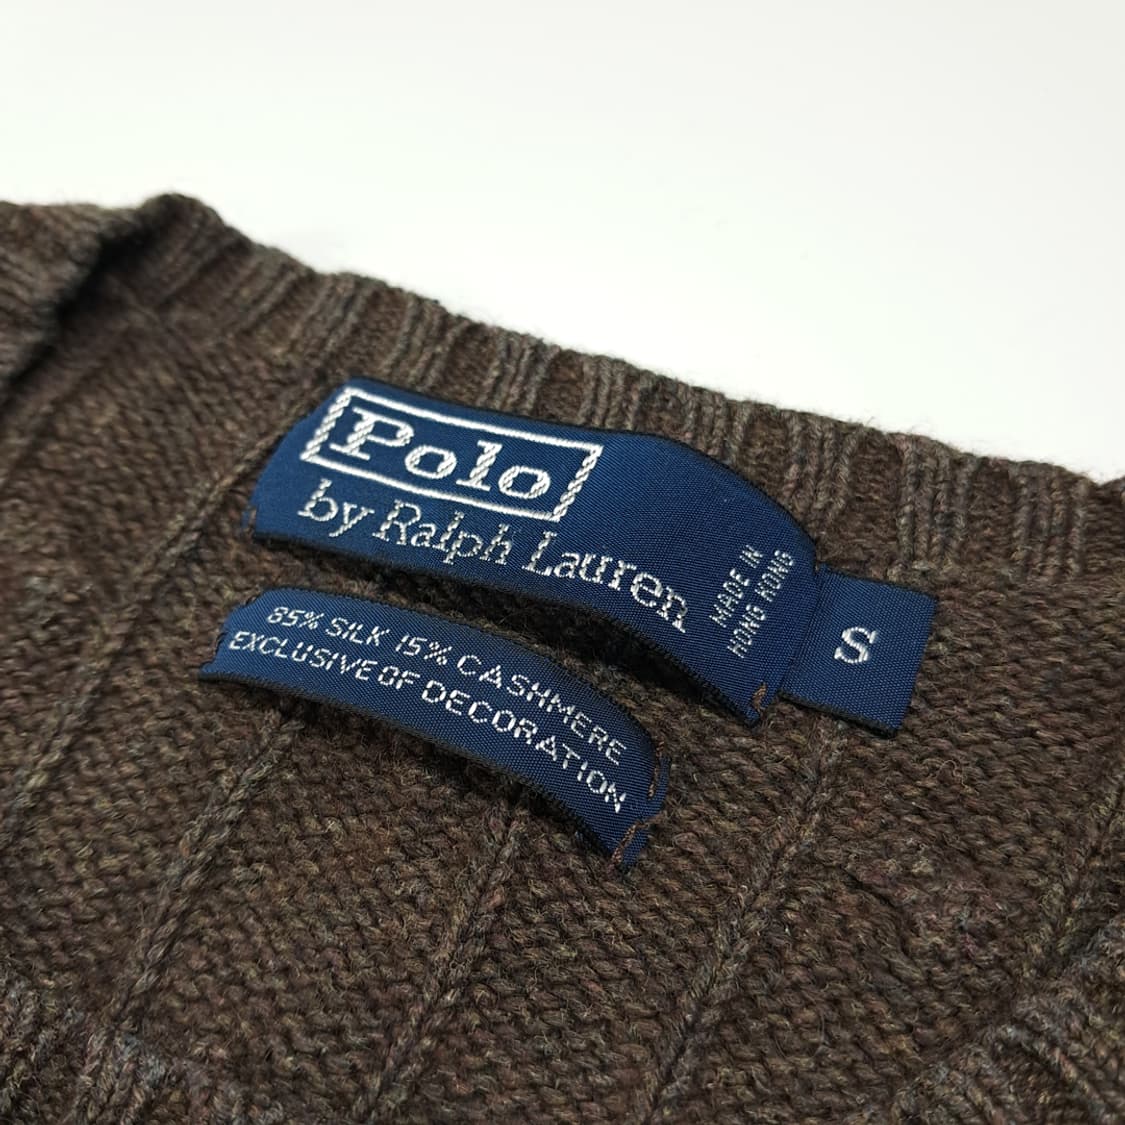 Polo
by Ralph Lauren
MADE IN
HONG KONG
S
85% SILK 15% CASHMERE
EXCLUSIVE OF DECORATION